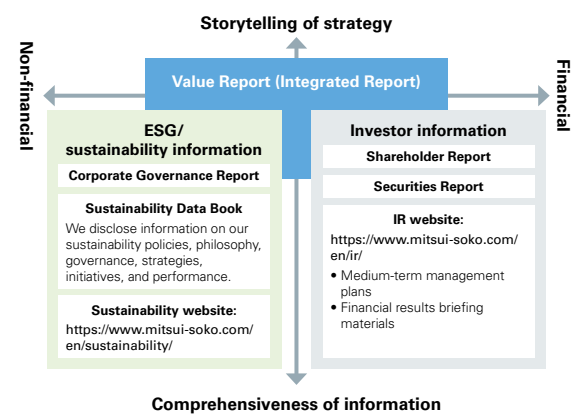 Storytelling of strategy
Non-financial
Financial
Value Report (Integrated Report)
ESG/
sustainability information
Corporate Governance Report
Sustainability Data Book
We disclose information on our
sustainability policies, philosophy,
governance, strategies,
initiatives, and performance.
Sustainability website:
https://www.mitsui-soko.com/
en/sustainability/
Investor information
Shareholder Report
Securities Report
IR website:
https://www.mitsui-soko.com/
en/ir/
• Medium-term management
plans
• Financial results briefing
materials
Comprehensiveness of information